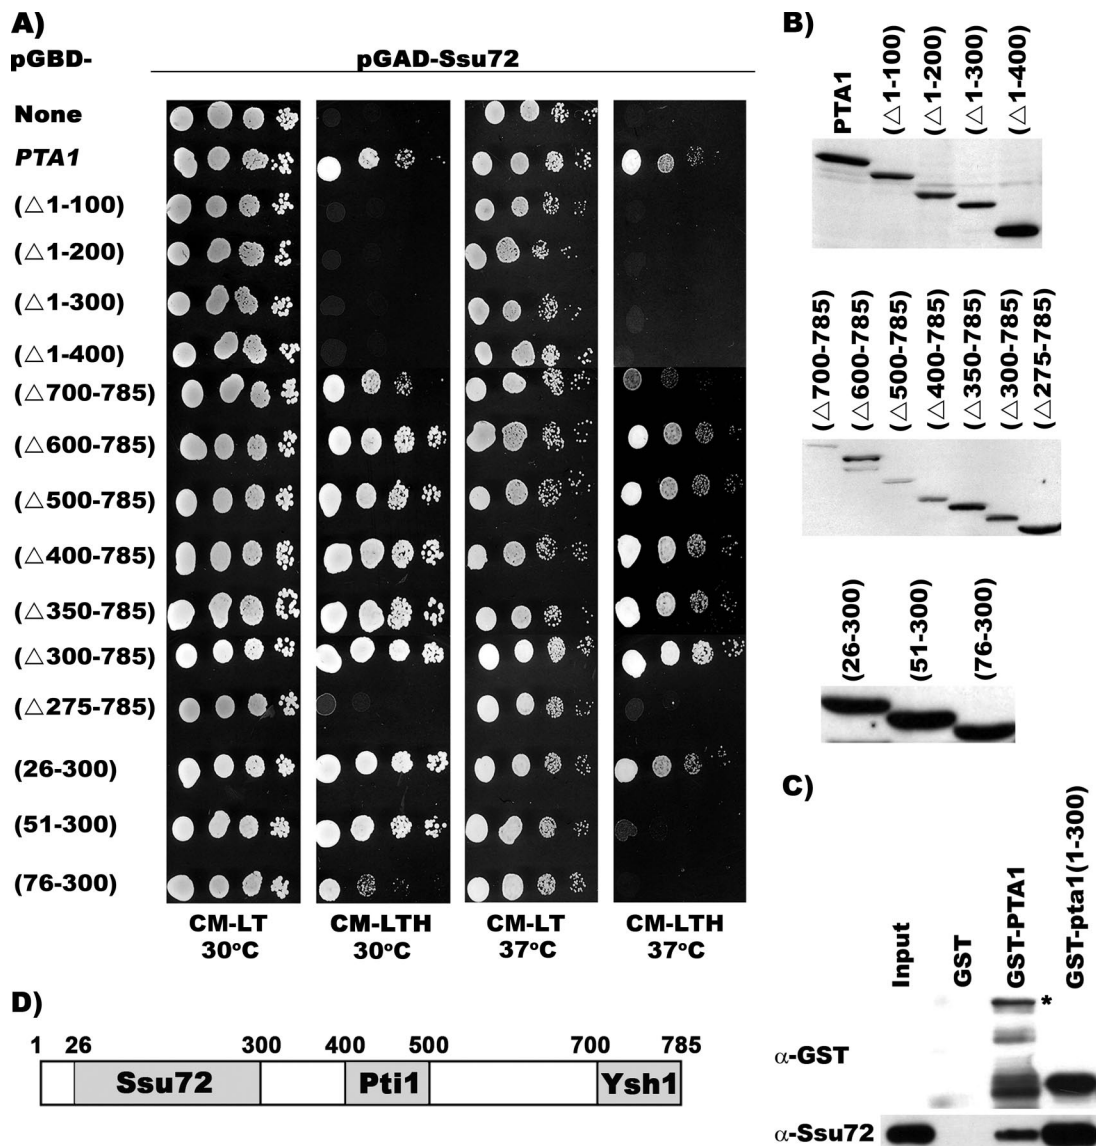 A)
pGBD-
pGAD-Ssu72
None
PTA1
(△1-100)
(△1-200)
(△1-300)
(△1-400)
(△700-785)
(△600-785)
(△500-785)
(△400-785)
(△350-785)
(△300-785)
(△275-785)
(26-300)
(51-300)
(76-300)
CM-LT
30ºC
CM-LTH
30ºC
CM-LT
37ºC
CM-LTH
37ºC
B)
PTA1
(△1-100)
(△1-200)
(△1-300)
(△1-400)
(△700-785)
(△600-785)
(△500-785)
(△400-785)
(△350-785)
(△300-785)
(△275-785)
(26-300)
(51-300)
(76-300)
C)
Input
GST
GST-PTA1
GST-pta1(1-300)
*
α-GST
α-Ssu72
D)
1 26 300 400 500 700 785
Ssu72 Pti1 Ysh1